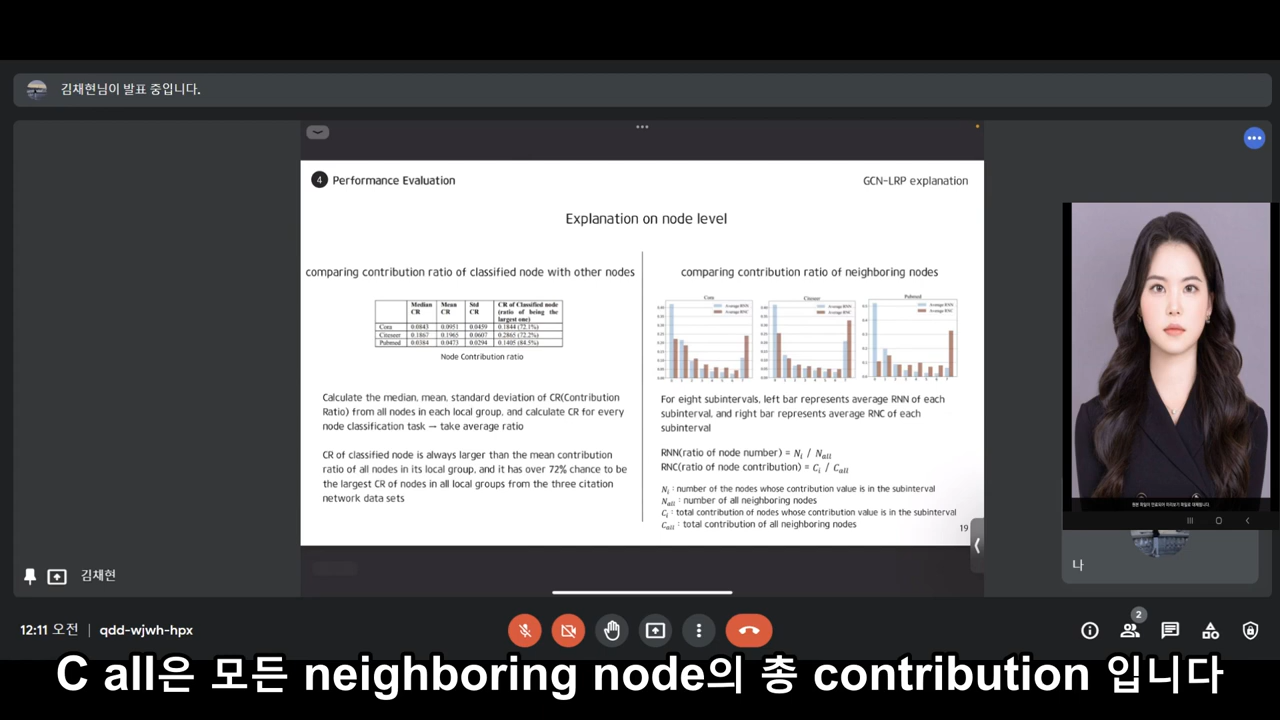 김채현님이 발표 중입니다.
4 Performance Evaluation
GCN-LRP explanation
Explanation on node level
comparing contribution ratio of classified node with other nodes
Median CR
Mean CR
Std CR
CR of Classified node (ratio of being the largest one)
Cora 0.0843 0.0951 0.0459 0.1844 (72.1%)
Citeseer 0.1867 0.1965 0.0607 0.2865 (72.2%)
Pubmed 0.0384 0.0473 0.0294 0.1405 (84.5%)
Node Contribution ratio
Calculate the median, mean, standard deviation of CR(Contribution
Ratio) from all nodes in each local group, and calculate CR for every
node classification task → take average ratio
CR of classified node is always larger than the mean contribution
ratio of all nodes in its local group, and it has over 72% chance to be
the largest CR of nodes in all local groups from the three citation
network data sets
comparing contribution ratio of neighboring nodes
Cora
Average RNN
Average RNC
Citeseer
Average RNN
Average RNC
Pubmed
Average RNN
Average RNC
For eight subintervals, left bar represents average RNN of each
subinterval, and right bar represents average RNC of each
subinterval
RNN(ratio of node number) = Ni / Nall
RNC(ratio of node contribution) = Ci / Call
Ni : number of the nodes whose contribution value is in the subinterval
Nall : number of all neighboring nodes
Ci : total contribution of nodes whose contribution value is in the subinterval
Call : total contribution of all neighboring nodes
19
김채현
나
12:11 오전 | qdd-wjwh-hpx
2
C all은 모든 neighboring node의 총 contribution 입니다